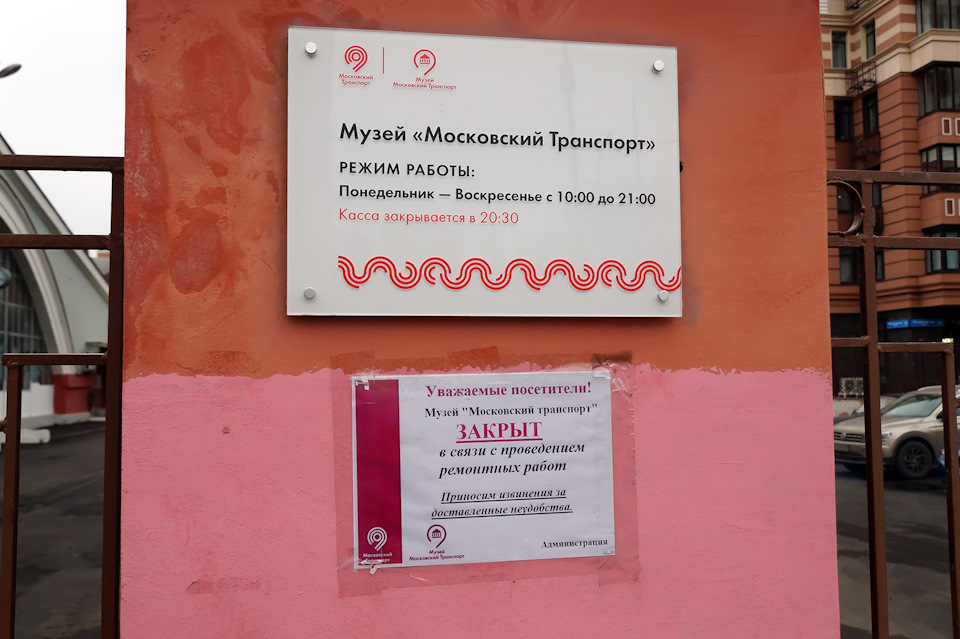 Московский
Транспорт
Музей
Московский Транспорт
Музей «Московский Транспорт»
РЕЖИМ РАБОТЫ:
Понедельник — Воскресенье с 10:00 до 21:00
Касса закрывается в 20:30
Уважаемые посетители!
Музей "Московский транспорт"
ЗАКРЫТ
в связи с проведением
ремонтных работ
Приносим извинения за
доставленные неудобства.
Администрация
Московский
Транспорт
Музей
Московский Транспорт